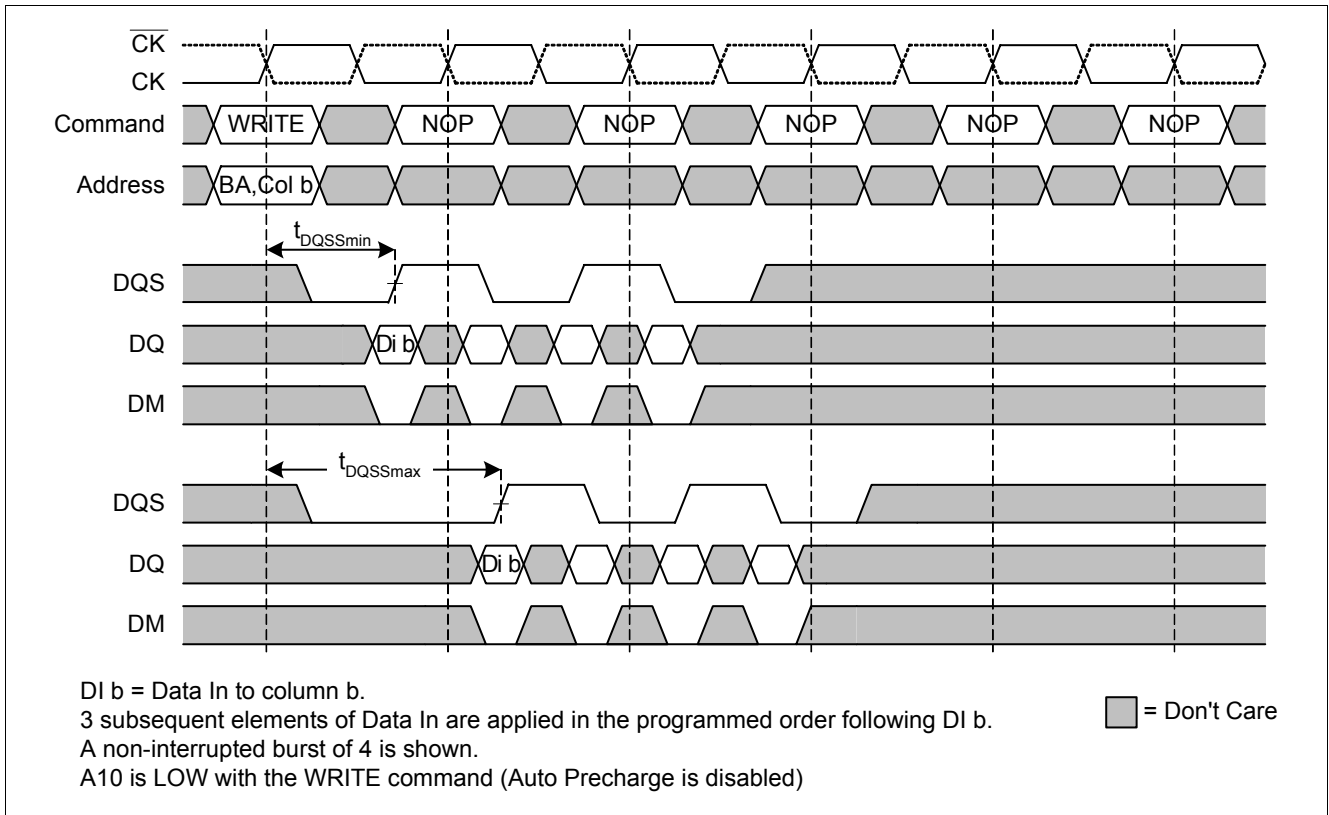 CK
CK
Command WRITE NOP NOP NOP NOP NOP
Address BA,Col b
tDQSSmin
DQS
DQ Di b
DM
tDQSSmax
DQS
DQ Di b
DM
DI b = Data In to column b.
3 subsequent elements of Data In are applied in the programmed order following DI b.
A non-interrupted burst of 4 is shown.
A10 is LOW with the WRITE command (Auto Precharge is disabled)
= Don't Care